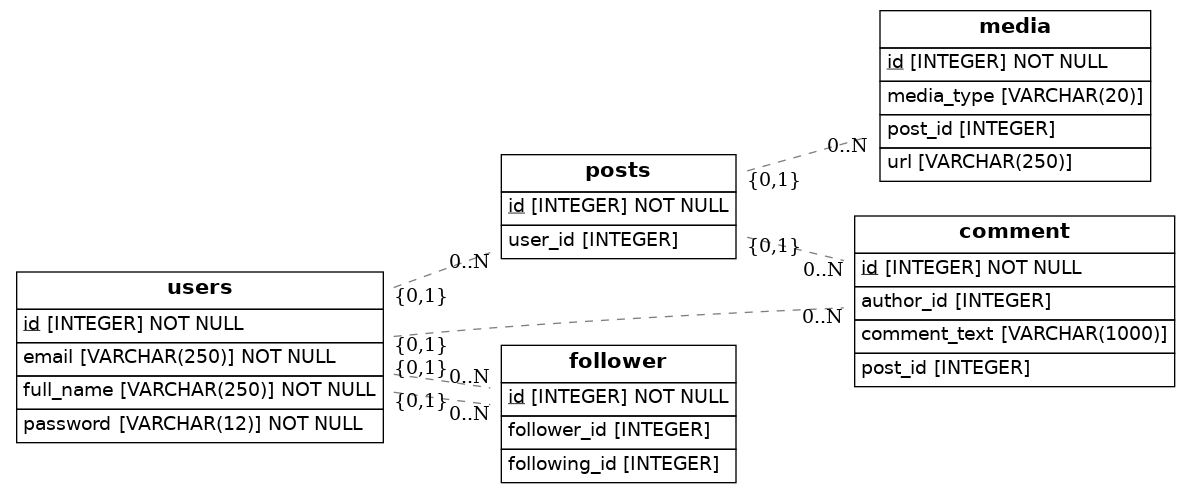 media
id [INTEGER] NOT NULL
media_type [VARCHAR(20)]
post_id [INTEGER]
url [VARCHAR(250)]
posts
id [INTEGER] NOT NULL
user_id [INTEGER]
comment
id [INTEGER] NOT NULL
author_id [INTEGER]
comment_text [VARCHAR(1000)]
post_id [INTEGER]
users
id [INTEGER] NOT NULL
email [VARCHAR(250)] NOT NULL
full_name [VARCHAR(250)] NOT NULL
password [VARCHAR(12)] NOT NULL
follower
id [INTEGER] NOT NULL
follower_id [INTEGER]
following_id [INTEGER]
0..N
{0,1}
{0,1}
0..N
0..N
{0,1}
0..N
{0,1}
{0,1}
0..N
{0,1}
0..N